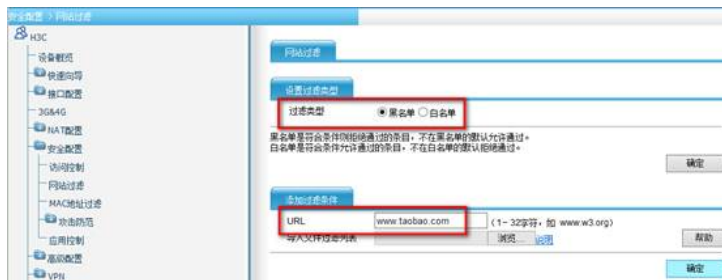 安全配置 > 网站过滤
H3C
设备概览
快速向导
接口配置
3G&4G
NAT配置
安全配置
访问控制
网站过滤
MAC地址过滤
攻击防范
应用控制
高级配置
VPN
网站过滤
设置过滤类型
过滤类型 黑名单 白名单
黑名单是符合条件则拒绝通过的条目，不在黑名单的默认允许通过。
白名单是符合条件允许通过的条目，不在白名单的默认拒绝通过。
确定
添加过滤条件
URL www.taobao.com (1- 32字符，如 www.w3.org)
导入文件过滤列表 浏览... 说明 帮助
确定